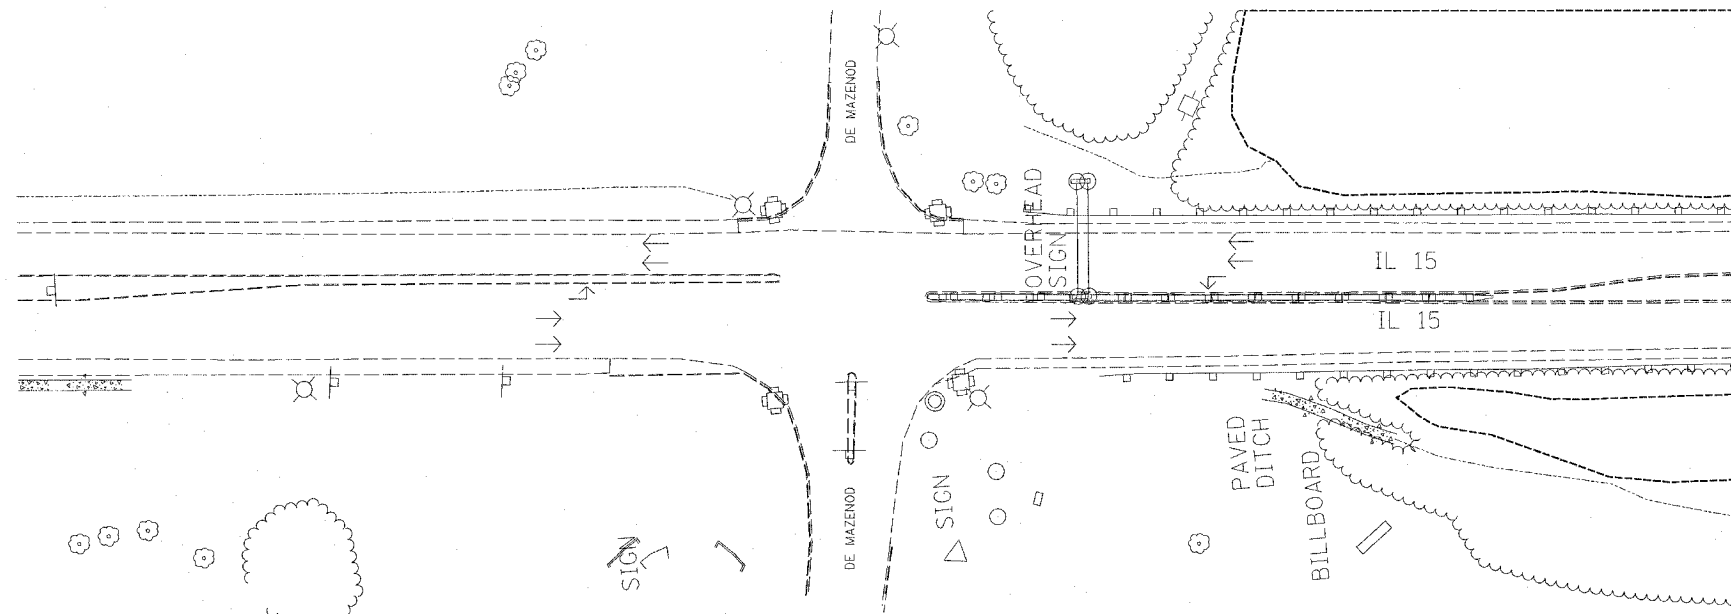 DE MAZENOD
OVERHEAD
SIGN
IL 15
IL 15
PAVED
DITCH
BILLBOARD
SIGN
SIGN
DE MAZENOD